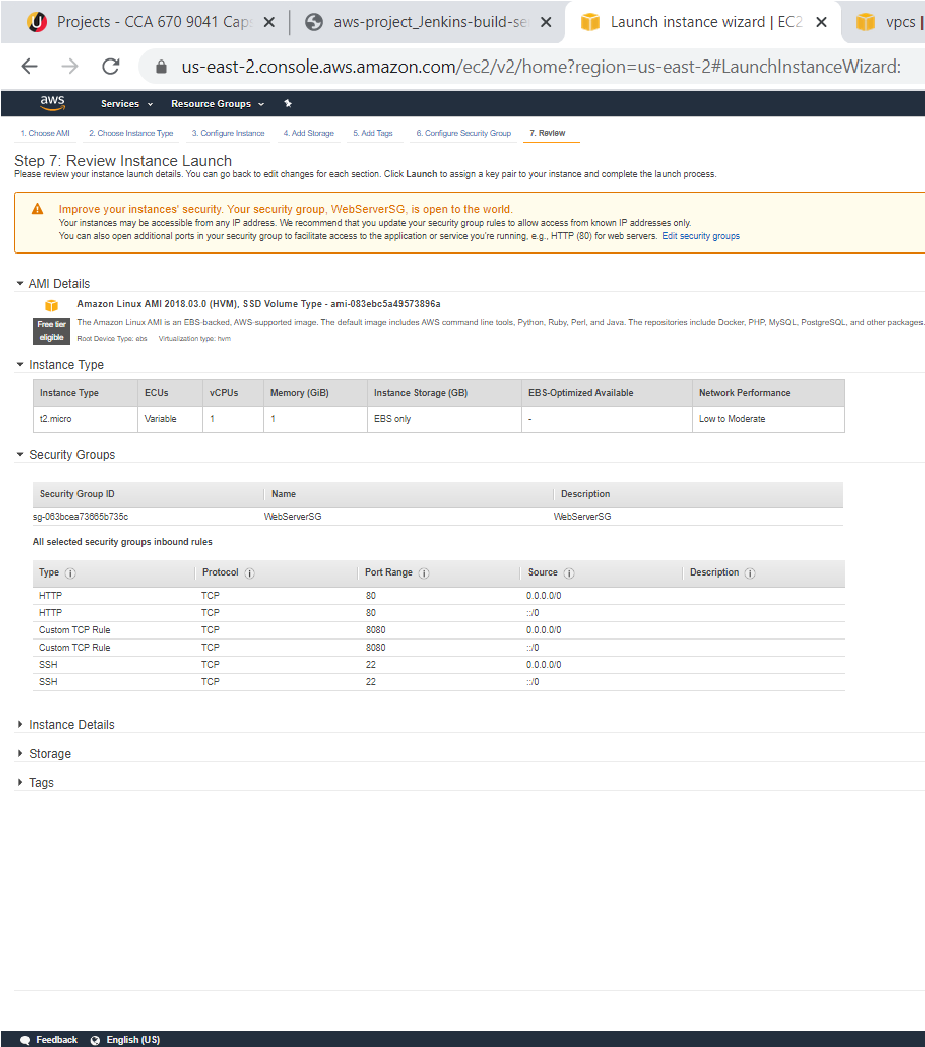 Projects - CCA 670 9041 Cap
aws-project_Jenkins-build-se
Launch instance wizard | EC2
vpcs |
us-east-2.console.aws.amazon.com/ec2/v2/home?region=us-east-2#LaunchInstanceWizard:
aws Services Resource Groups
1. Choose AMI 2. Choose Instance Type 3. Configure Instance 4. Add Storage 5. Add Tags 6. Configure Security Group 7. Review
Step 7: Review Instance Launch
Please review your instance launch details. You can go back to edit changes for each section. Click Launch to assign a key pair to your instance and complete the launch process.
Improve your instances' security. Your security group, WebServerSG, is open to the world.
Your instances may be accessible from any IP address. We recommend that you update your security group rules to allow access from known IP addresses only.
You can also open additional ports in your security group to facilitate access to the application or service you're running, e.g., HTTP (80) for web servers. Edit security groups
AMI Details
Amazon Linux AMI 2018.03.0 (HVM), SSD Volume Type - ami-083ebc5a49573896a
Free tier eligible
The Amazon Linux AMI is an EBS-backed, AWS-supported image. The default image includes AWS command line tools, Python, Ruby, Perl, and Java. The repositories include Docker, PHP, MySQL, PostgreSQL, and other packages.
Root Device Type: ebs Virtualization type: hvm
Instance Type
Instance Type ECUs vCPUs Memory (GiB) Instance Storage (GB) EBS-Optimized Available Network Performance
t2.micro Variable 1 1 EBS only - Low to Moderate
Security Groups
Security Group ID Name Description
sg-063bcea73665b735c WebServerSG WebServerSG
All selected security groups inbound rules
Type Protocol Port Range Source Description
HTTP TCP 80 0.0.0.0/0
HTTP TCP 80 ::/0
Custom TCP Rule TCP 8080 0.0.0.0/0
Custom TCP Rule TCP 8080 ::/0
SSH TCP 22 0.0.0.0/0
SSH TCP 22 ::/0
Instance Details
Storage
Tags
Feedback English (US)